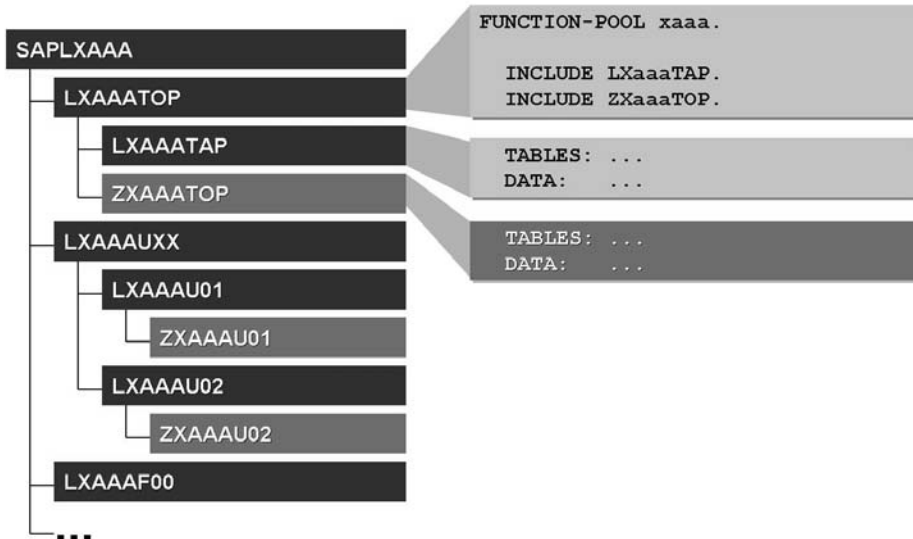 SAPLXAAA
LXAAATOP
LXAAATAP
ZXAAATOP
LXAAAUXX
LXAAAU01
ZXAAAU01
LXAAAU02
ZXAAAU02
LXAAAF00
...
FUNCTION-POOL xaaa.
INCLUDE LXaaaTAP.
INCLUDE ZXaaaTOP.
TABLES: ...
DATA: ...
TABLES: ...
DATA: ...